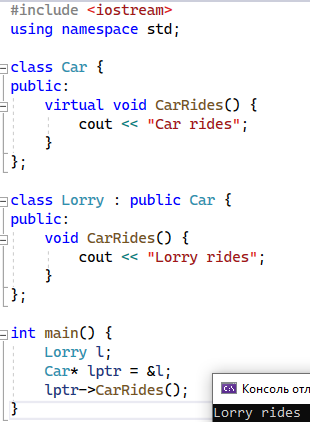 #include <iostream>
using namespace std;
class Car {
public:
virtual void CarRides() {
cout << "Car rides";
}
};
class Lorry : public Car {
public:
void CarRides() {
cout << "Lorry rides";
}
};
int main() {
Lorry l;
Car* lptr = &l;
lptr->CarRides();
}
Консоль
Lorry rides